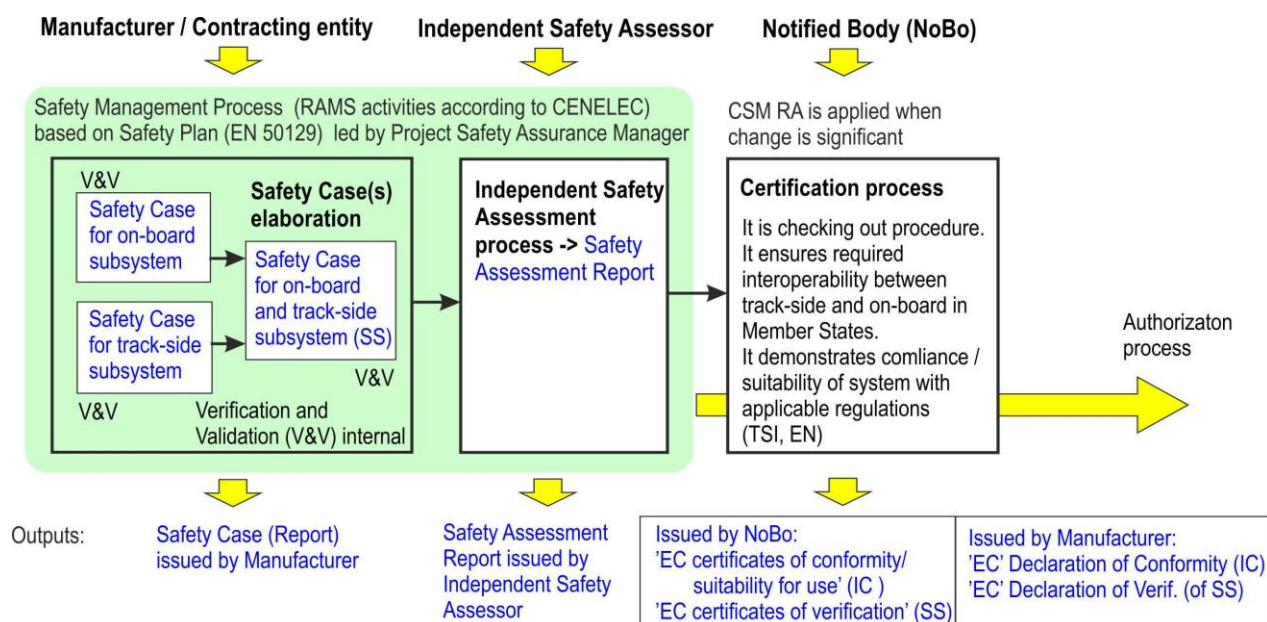 Manufacturer / Contracting entity
Independent Safety Assessor
Notified Body (NoBo)
Safety Management Process (RAMS activities according to CENELEC)
based on Safety Plan (EN 50129) led by Project Safety Assurance Manager
CSM RA is applied when
change is significant
V&V
Safety Case
for on-board
subsystem
Safety Case
for track-side
subsystem
V&V
Safety Case(s)
elaboration
Safety Case
for on-board
and track-side
subsystem (SS)
V&V
Verification and
Validation (V&V) internal
Independent Safety
Assessment
process -> Safety
Assessment Report
Certification process
It is checking out procedure.
It ensures required
interoperability between
track-side and on-board in
Member States.
It demonstrates comliance /
suitability of system with
applicable regulations
(TSI, EN)
Authorizaton
process
Outputs:
Safety Case (Report)
issued by Manufacturer
Safety Assessment
Report issued by
Independent Safety
Assessor
Issued by NoBo:
'EC certificates of conformity/
suitability for use' (IC )
'EC certificates of verification' (SS)
Issued by Manufacturer:
'EC' Declaration of Conformity (IC)
'EC' Declaration of Verif. (of SS)